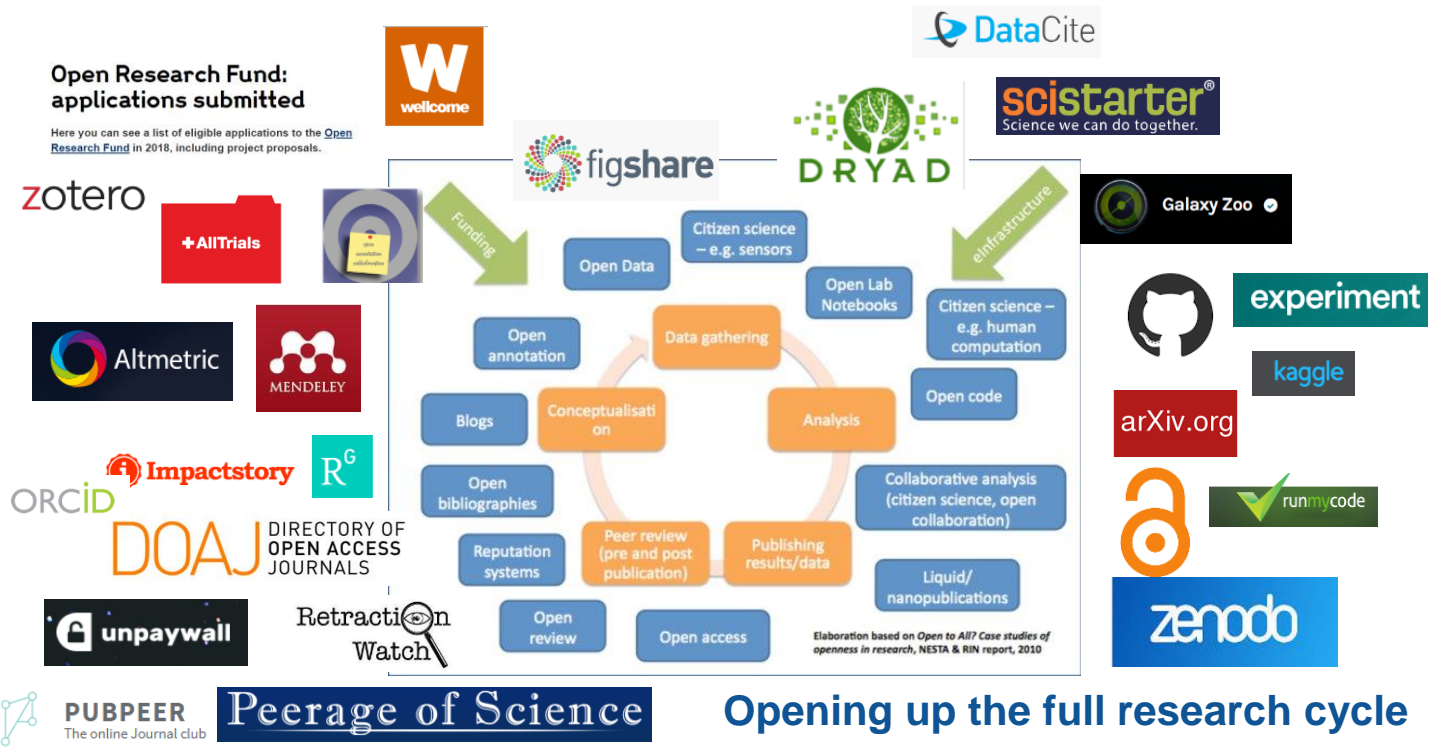 DataCite
wellcome
Open Research Fund:
applications submitted
Here you can see a list of eligible applications to the Open
Research Fund in 2018, including project proposals.
scistarter®
Science we can do together.
figshare
DRYAD
zotero
+AllTrials
open
annotation
collaboration
Funding
eInfrastructure
Galaxy Zoo
Citizen science
– e.g. sensors
Open Data
Open Lab
Notebooks
Citizen science –
e.g. human
computation
experiment
Altmetric
MENDELEY
Open
annotation
Data gathering
kaggle
Open code
Blogs
Conceptualisati
on
Analysis
arXiv.org
Impactstory
RG
ORCiD
Open
bibliographies
Collaborative analysis
(citizen science, open
collaboration)
runmycode
DOAJ
DIRECTORY OF
OPEN ACCESS
JOURNALS
Reputation
systems
Peer review
(pre and post
publication)
Publishing
results/data
Liquid/
nanopublications
unpaywall
Retraction
Watch
Open
review
Open access
Elaboration based on Open to All? Case studies of
openness in research, NESTA & RIN report, 2010
zenodo
PUBPEER
The online Journal club
Peerage of Science
Opening up the full research cycle